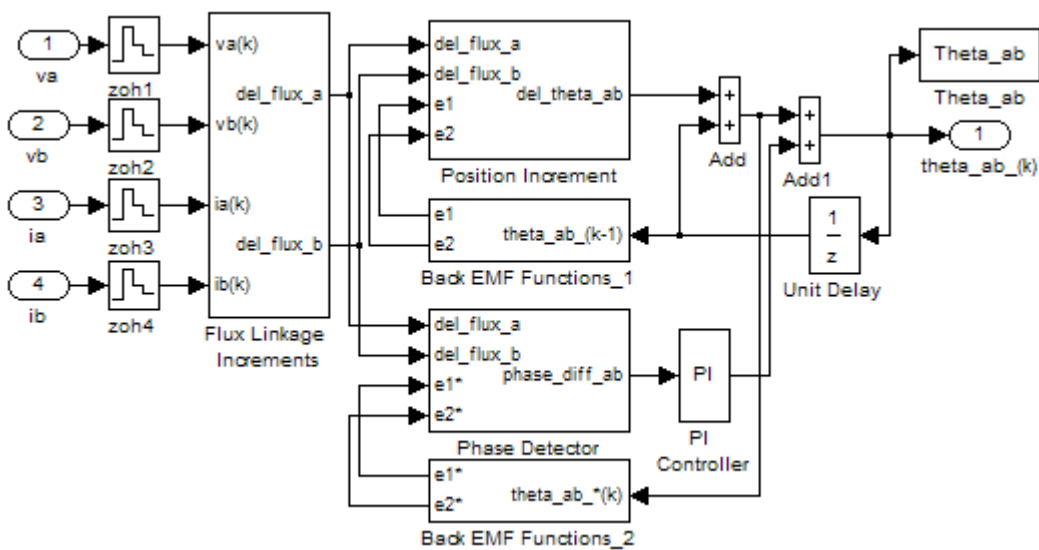 1
va
zoh1
2
vb
zoh2
3
ia
zoh3
4
ib
zoh4
va(k)
vb(k)
ia(k)
ib(k)
del_flux_a
del_flux_b
Flux Linkage
Increments
del_flux_a
del_flux_b
e1
e2
del_theta_ab
Position Increment
e1
e2
theta_ab_(k-1)
Back EMF Functions_1
del_flux_a
del_flux_b
e1*
e2*
phase_diff_ab
Phase Detector
e1*
e2*
theta_ab_*(k)
Back EMF Functions_2
PI
PI
Controller
+
+
Add
+
+
Add1
1
z
Unit Delay
Theta_ab
Theta_ab
1
theta_ab_(k)